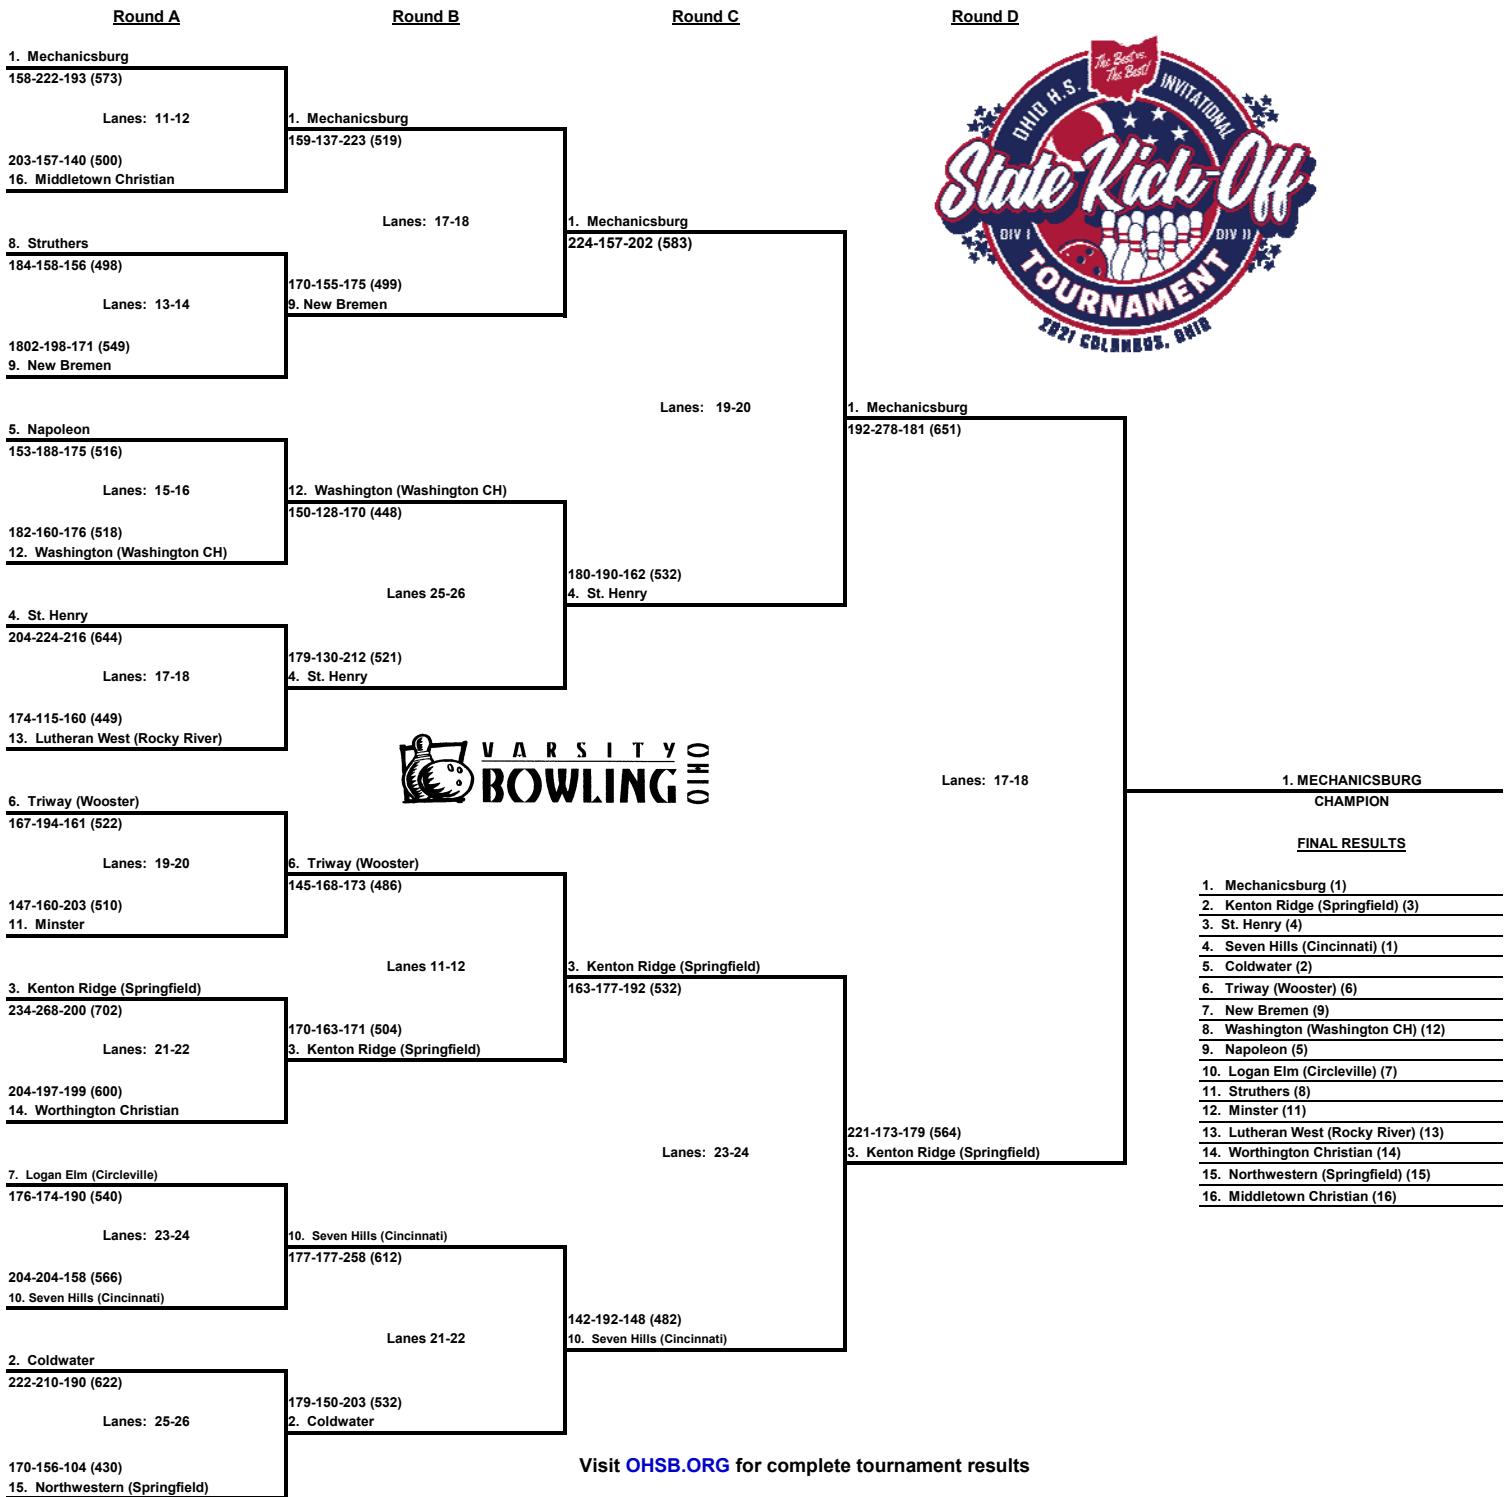 Round A
Round B
Round C
Round D
1. Mechanicsburg
158-222-193 (573)
Lanes: 11-12
203-157-140 (500)
16. Middletown Christian
8. Struthers
184-158-156 (498)
Lanes: 13-14
1802-198-171 (549)
9. New Bremen
5. Napoleon
153-188-175 (516)
Lanes: 15-16
182-160-176 (518)
12. Washington (Washington CH)
4. St. Henry
204-224-216 (644)
Lanes: 17-18
174-115-160 (449)
13. Lutheran West (Rocky River)
6. Triway (Wooster)
167-194-161 (522)
Lanes: 19-20
147-160-203 (510)
11. Minster
3. Kenton Ridge (Springfield)
234-268-200 (702)
Lanes: 21-22
204-197-199 (600)
14. Worthington Christian
7. Logan Elm (Circleville)
176-174-190 (540)
Lanes: 23-24
204-204-158 (566)
10. Seven Hills (Cincinnati)
2. Coldwater
222-210-190 (622)
Lanes: 25-26
170-156-104 (430)
15. Northwestern (Springfield)
1. Mechanicsburg
159-137-223 (519)
Lanes: 17-18
170-155-175 (499)
9. New Bremen
12. Washington (Washington CH)
150-128-170 (448)
Lanes 25-26
179-130-212 (521)
4. St. Henry
VARSITY
BOWLING
OHIO
6. Triway (Wooster)
145-168-173 (486)
Lanes 11-12
170-163-171 (504)
3. Kenton Ridge (Springfield)
10. Seven Hills (Cincinnati)
177-177-258 (612)
Lanes 21-22
179-150-203 (532)
2. Coldwater
1. Mechanicsburg
224-157-202 (583)
Lanes: 19-20
180-190-162 (532)
4. St. Henry
3. Kenton Ridge (Springfield)
163-177-192 (532)
Lanes: 23-24
142-192-148 (482)
10. Seven Hills (Cincinnati)
The Best vs.
The Best!
OHIO H.S. INVITATIONAL
State Kick-Off
DIV I
DIV II
TOURNAMENT
2021 COLUMBUS, OHIO
1. Mechanicsburg
192-278-181 (651)
Lanes: 17-18
221-173-179 (564)
3. Kenton Ridge (Springfield)
1. MECHANICSBURG
CHAMPION
FINAL RESULTS
1. Mechanicsburg (1)
2. Kenton Ridge (Springfield) (3)
3. St. Henry (4)
4. Seven Hills (Cincinnati) (1)
5. Coldwater (2)
6. Triway (Wooster) (6)
7. New Bremen (9)
8. Washington (Washington CH) (12)
9. Napoleon (5)
10. Logan Elm (Circleville) (7)
11. Struthers (8)
12. Minster (11)
13. Lutheran West (Rocky River) (13)
14. Worthington Christian (14)
15. Northwestern (Springfield) (15)
16. Middletown Christian (16)
Visit OHSB.ORG for complete tournament results